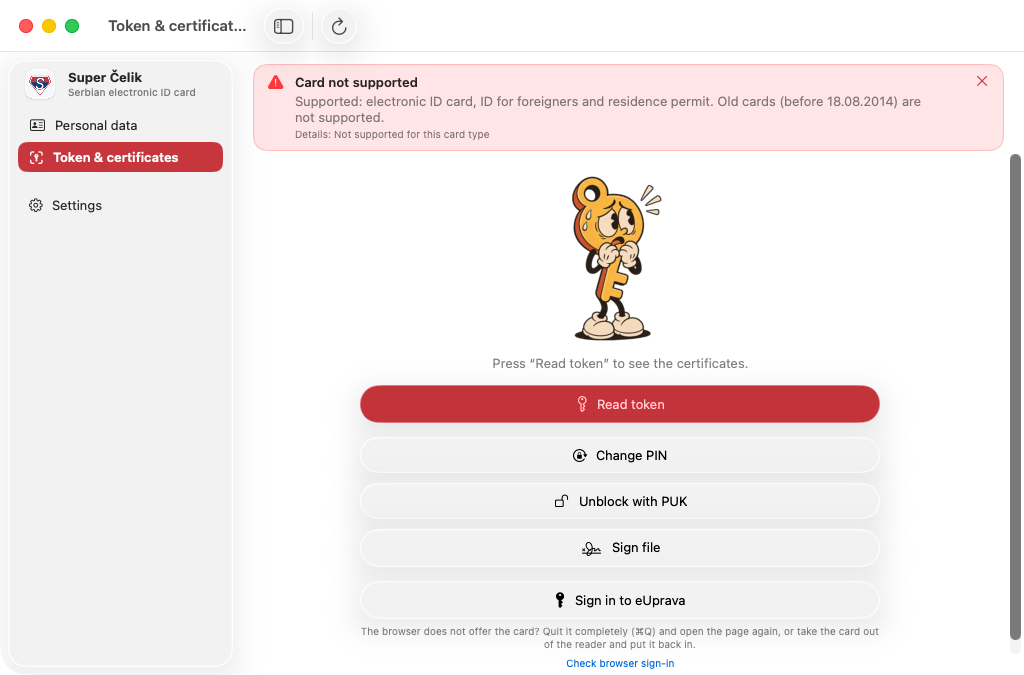 Token & certificat...
Super Čelik
Serbian electronic ID card
Personal data
Token & certificates
Settings
Card not supported
Supported: electronic ID card, ID for foreigners and residence permit. Old cards (before 18.08.2014) are
not supported.
Details: Not supported for this card type
Press “Read token” to see the certificates.
Read token
Change PIN
Unblock with PUK
Sign file
Sign in to eUprava
The browser does not offer the card? Quit it completely (⌘Q) and open the page again, or take the card out
of the reader and put it back in.
Check browser sign-in